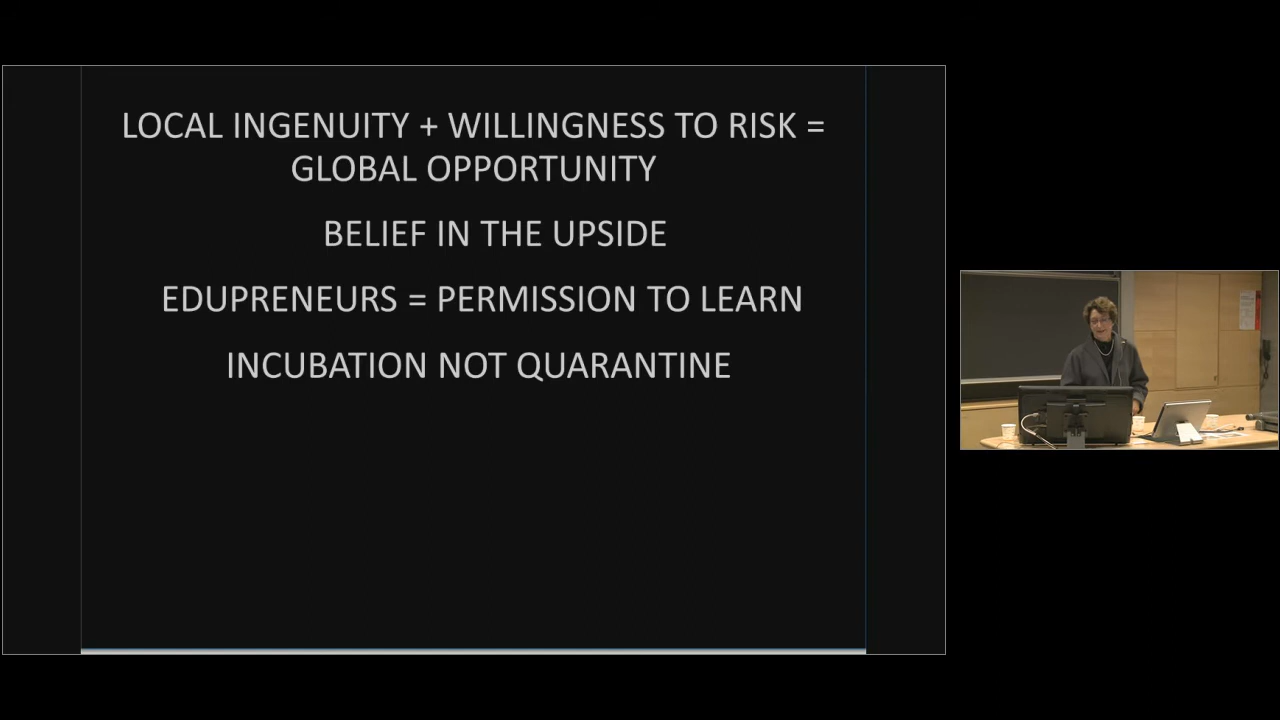 LOCAL INGENUITY + WILLINGNESS TO RISK =
GLOBAL OPPORTUNITY
BELIEF IN THE UPSIDE
EDUPRENEURS = PERMISSION TO LEARN
INCUBATION NOT QUARANTINE